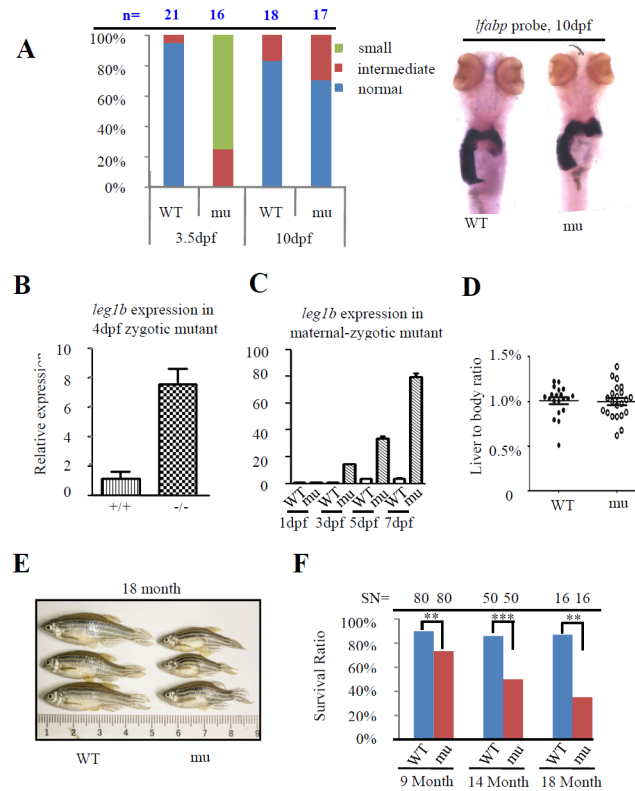 A
n= 21 16 18 17
100%
80%
60%
40%
20%
0%
small
intermediate
normal
WT mu WT mu
3.5dpf 10dpf
lfabp probe, 10dpf
WT mu
B
leg1b expression in
4dpf zygotic mutant
Relative expression
10
8
6
4
2
0
+/+ -/-
C
leg1b expression in
maternal-zygotic mutant
100
80
60
40
20
0
WT mu WT mu WT mu WT mu
1dpf 3dpf 5dpf 7dpf
D
Liver to body ratio
1.5%
1.0%
0.5%
0
WT mu
E
18 month
1 2 3 4 5 6 7 8 9
WT mu
F
SN= 80 80 50 50 16 16
Survival Ratio
100%
80%
60%
40%
20%
0%
** *** **
WT mu WT mu WT mu
9 Month 14 Month 18 Month